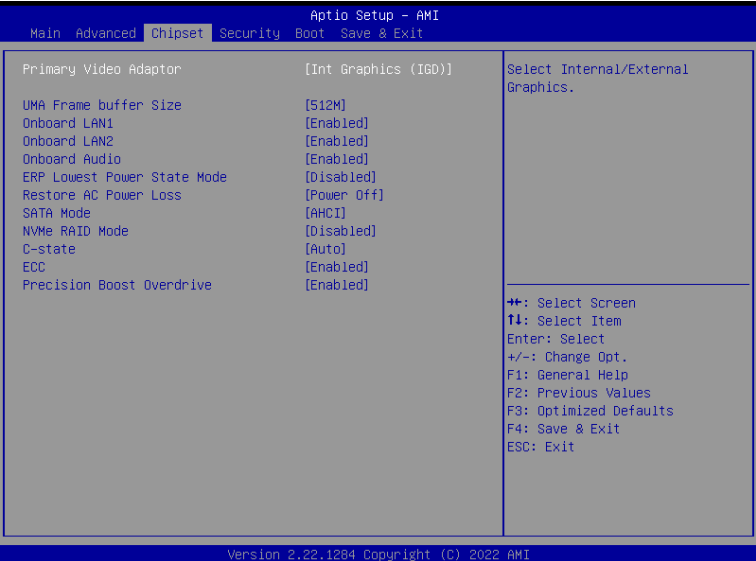 Aptio Setup – AMI
Main Advanced Chipset Security Boot Save & Exit
Primary Video Adaptor [Int Graphics (IGD)]
UMA Frame buffer Size [512M]
Onboard LAN1 [Enabled]
Onboard LAN2 [Enabled]
Onboard Audio [Enabled]
ERP Lowest Power State Mode [Disabled]
Restore AC Power Loss [Power Off]
SATA Mode [AHCI]
NVMe RAID Mode [Disabled]
C-state [Auto]
ECC [Enabled]
Precision Boost Overdrive [Enabled]
Select Internal/External
Graphics.
→←: Select Screen
↑↓: Select Item
Enter: Select
+/-: Change Opt.
F1: General Help
F2: Previous Values
F3: Optimized Defaults
F4: Save & Exit
ESC: Exit
Version 2.22.1284 Copyright (C) 2022 AMI